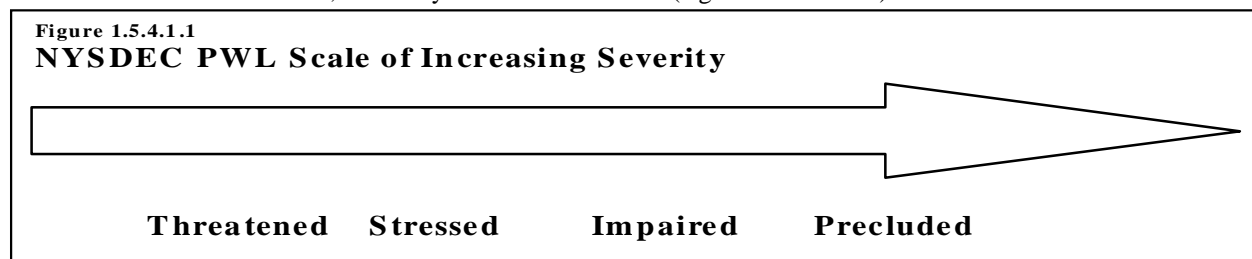 Figure 1.5.4.1.1
NYSDEC PWL Scale of Increasing Severity
Threatened Stressed Impaired Precluded